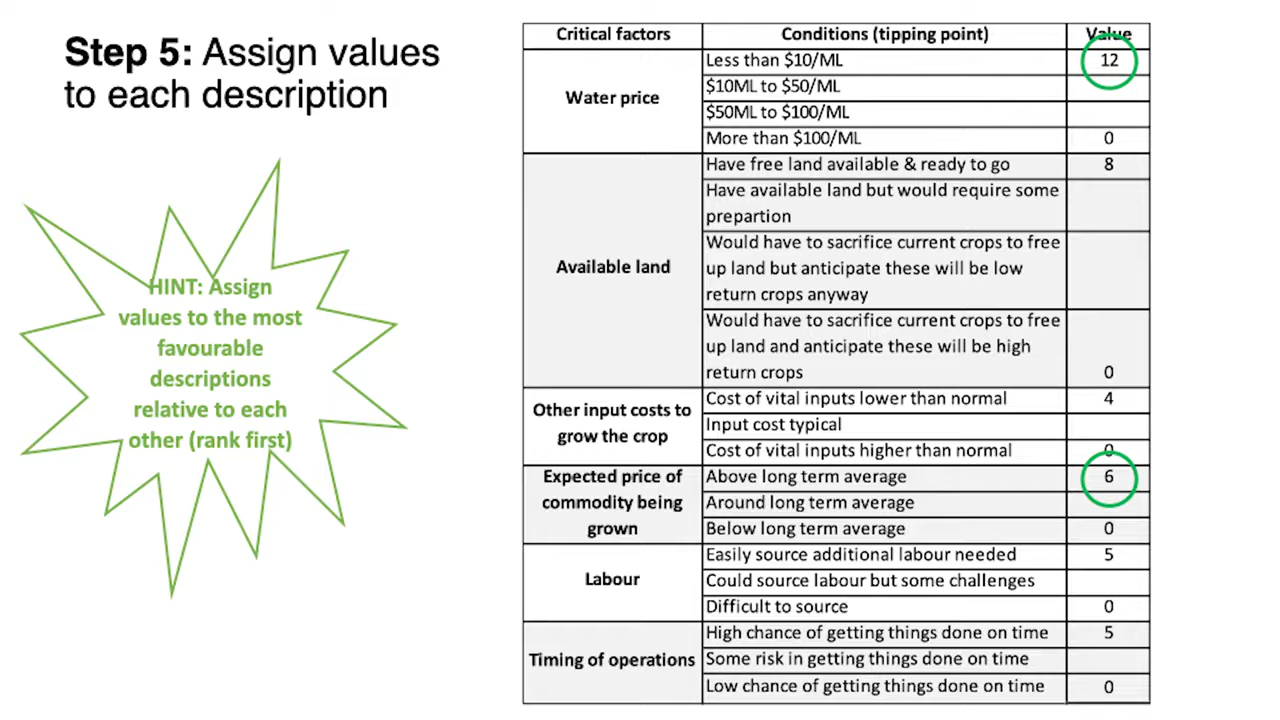 Step 5: Assign values
to each description
HINT: Assign
values to the most
favourable
descriptions
relative to each
other (rank first)
Critical factors Conditions (tipping point) Value
Water price
Less than $10/ML 12
$10ML to $50/ML
$50ML to $100/ML
More than $100/ML 0
Available land
Have free land available & ready to go 8
Have available land but would require some
prepartion
Would have to sacrifice current crops to free
up land but anticipate these will be low
return crops anyway
Would have to sacrifice current crops to free
up land and anticipate these will be high
return crops 0
Other input costs to
grow the crop
Cost of vital inputs lower than normal 4
Input cost typical
Cost of vital inputs higher than normal 0
Expected price of
commodity being
grown
Above long term average 6
Around long term average
Below long term average 0
Labour
Easily source additional labour needed 5
Could source labour but some challenges
Difficult to source 0
Timing of operations
High chance of getting things done on time 5
Some risk in getting things done on time
Low chance of getting things done on time 0